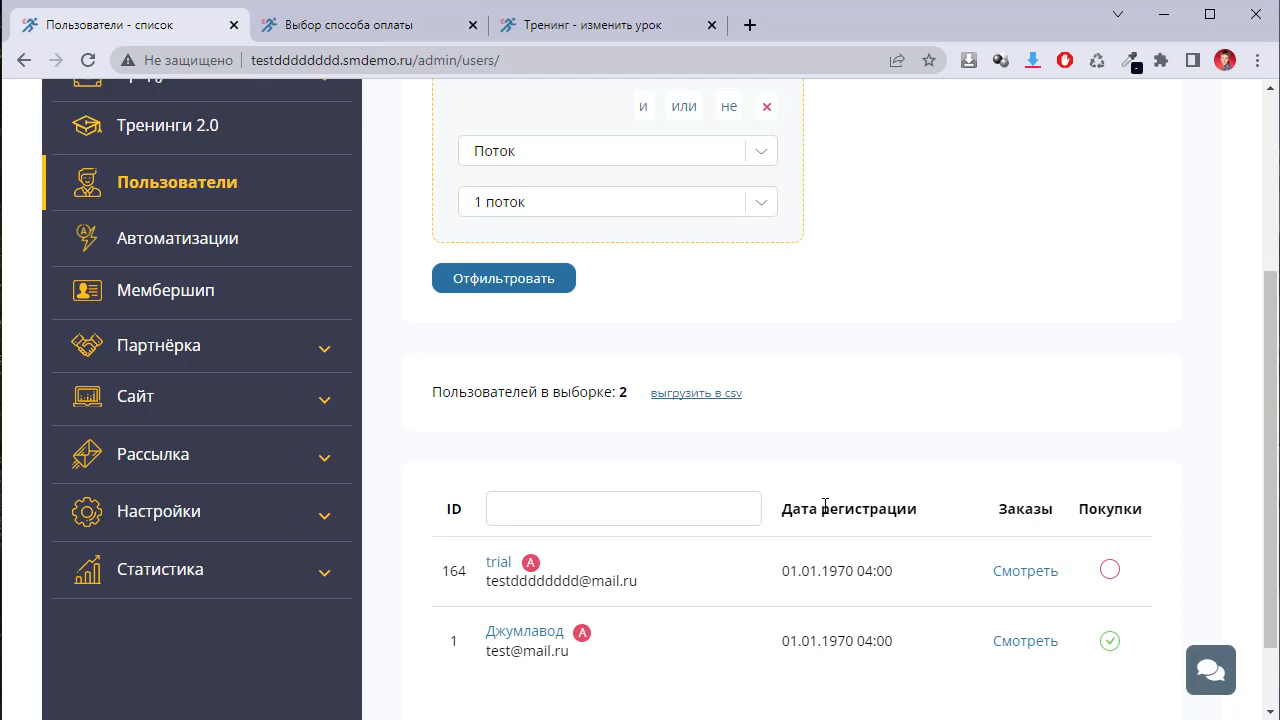 Пользователи - список
Выбор способа оплаты
Тренинг - изменить урок
Не защищено
testdddddddd.smdemo.ru/admin/users/
и или не
Тренинги 2.0
Поток
Пользователи
1 поток
Автоматизации
Отфильтровать
Мембершип
Партнёрка
Сайт
Пользователей в выборке: 2 выгрузить в csv
Рассылка
Настройки
ID Дата регистрации Заказы Покупки
Статистика
164 trial A 01.01.1970 04:00 Смотреть
testdddddddd@mail.ru
1 Джумлавод A 01.01.1970 04:00 Смотреть
test@mail.ru